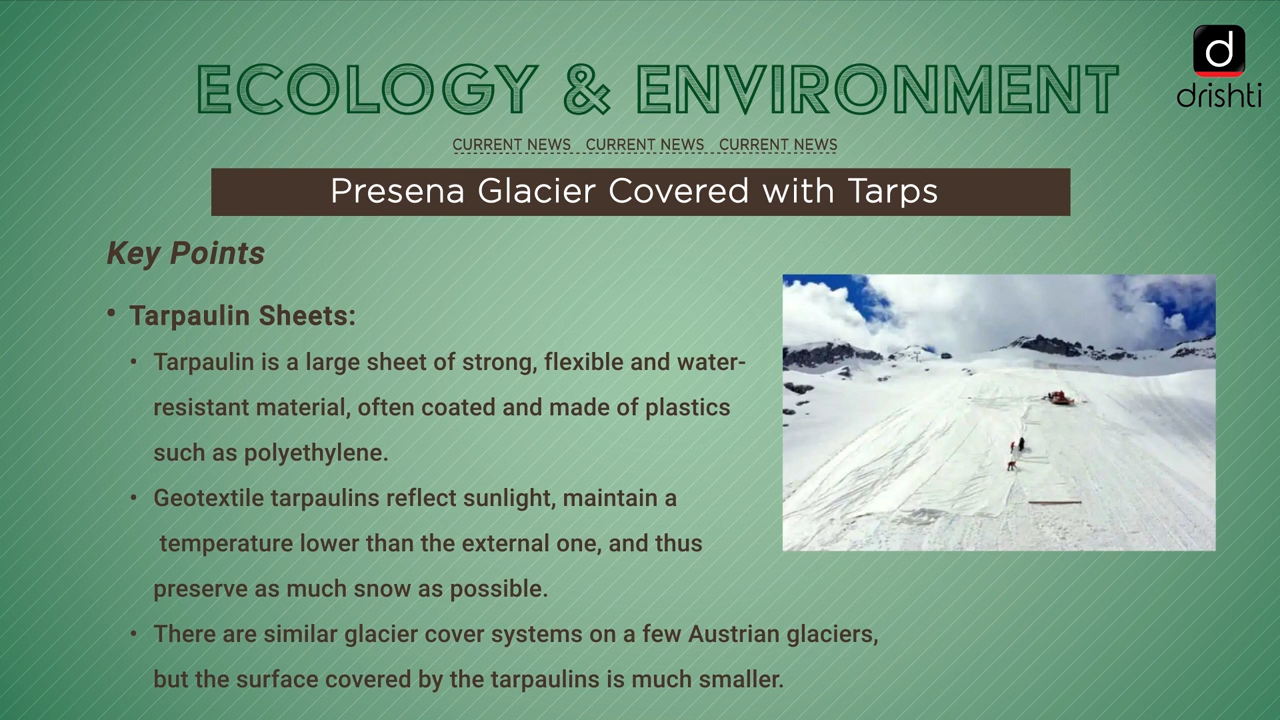 ECOLOGY & ENVIRONMENT
d
drishti
CURRENT NEWS CURRENT NEWS CURRENT NEWS
Presena Glacier Covered with Tarps
Key Points
• Tarpaulin Sheets:
• Tarpaulin is a large sheet of strong, flexible and water-
resistant material, often coated and made of plastics
such as polyethylene.
• Geotextile tarpaulins reflect sunlight, maintain a
temperature lower than the external one, and thus
preserve as much snow as possible.
• There are similar glacier cover systems on a few Austrian glaciers,
but the surface covered by the tarpaulins is much smaller.